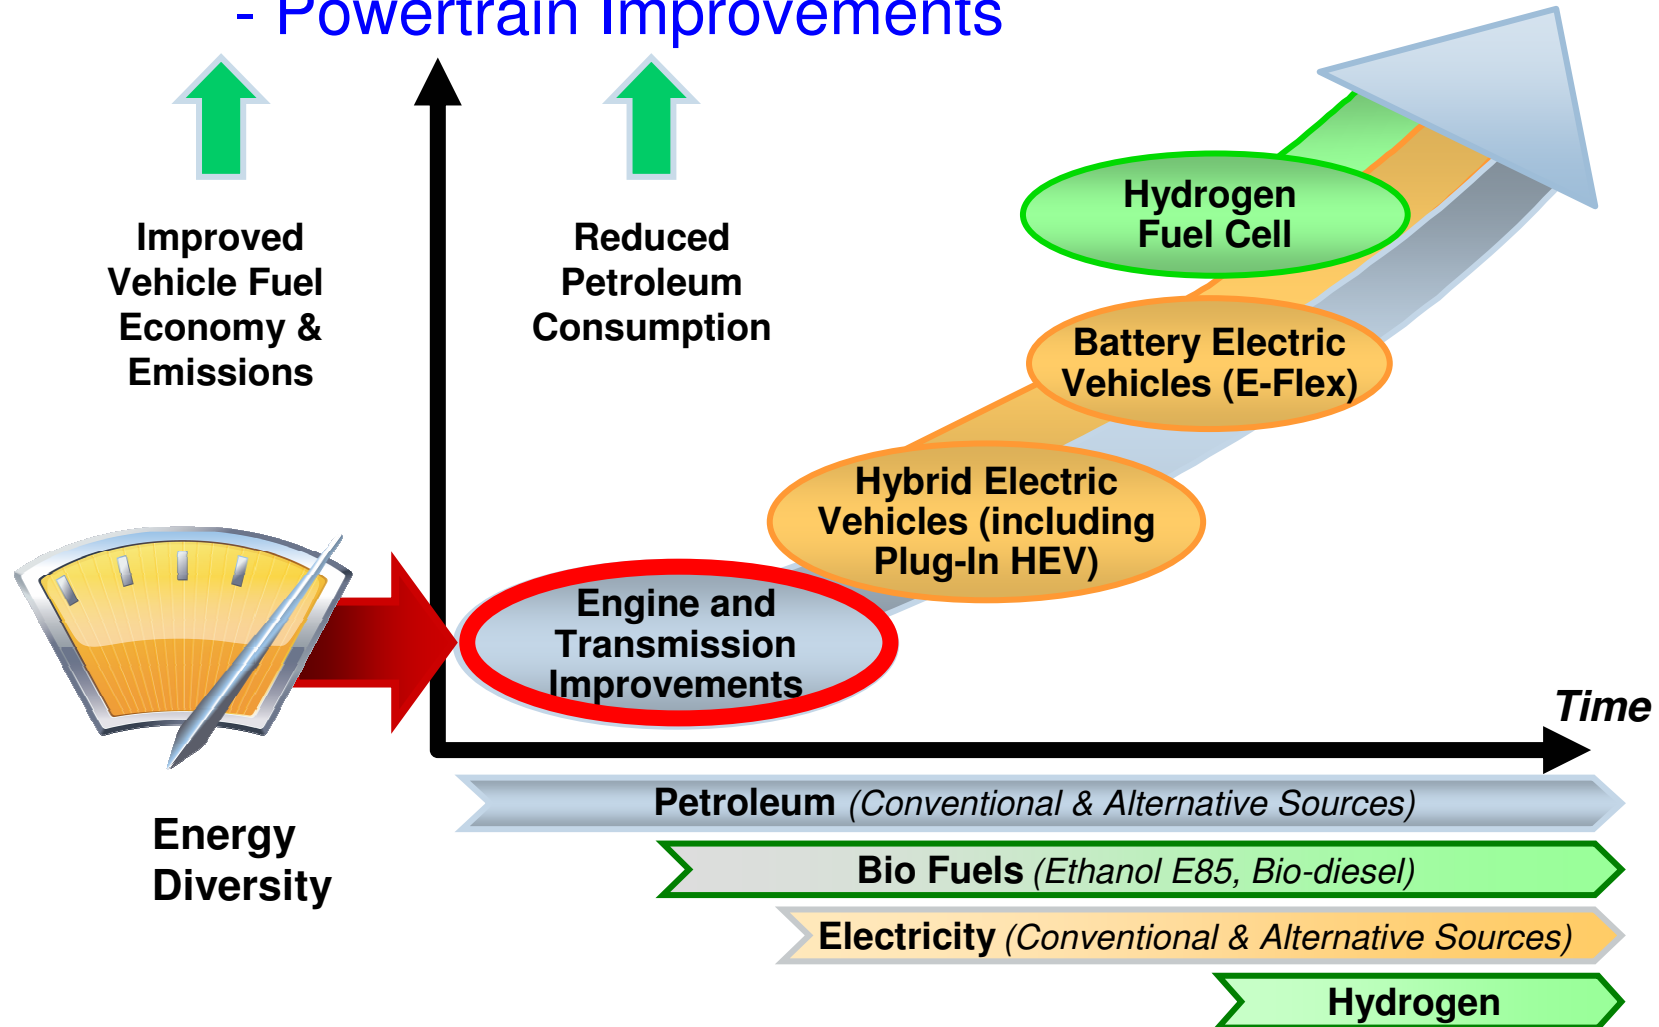 - Powertrain Improvements
Improved
Vehicle Fuel
Economy &
Emissions
Reduced
Petroleum
Consumption
Hydrogen
Fuel Cell
Battery Electric
Vehicles (E-Flex)
Hybrid Electric
Vehicles (including
Plug-In HEV)
Engine and
Transmission
Improvements
Time
Energy
Diversity
Petroleum (Conventional & Alternative Sources)
Bio Fuels (Ethanol E85, Bio-diesel)
Electricity (Conventional & Alternative Sources)
Hydrogen